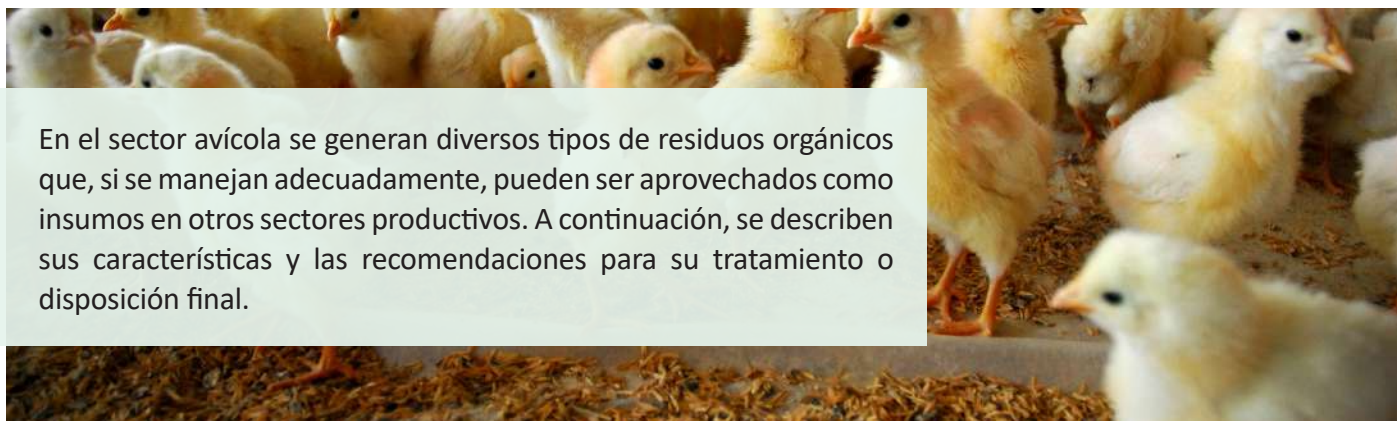 En el sector avícola se generan diversos tipos de residuos orgánicos
que, si se manejan adecuadamente, pueden ser aprovechados como
insumos en otros sectores productivos. A continuación, se describen
sus características y las recomendaciones para su tratamiento o
disposición final.